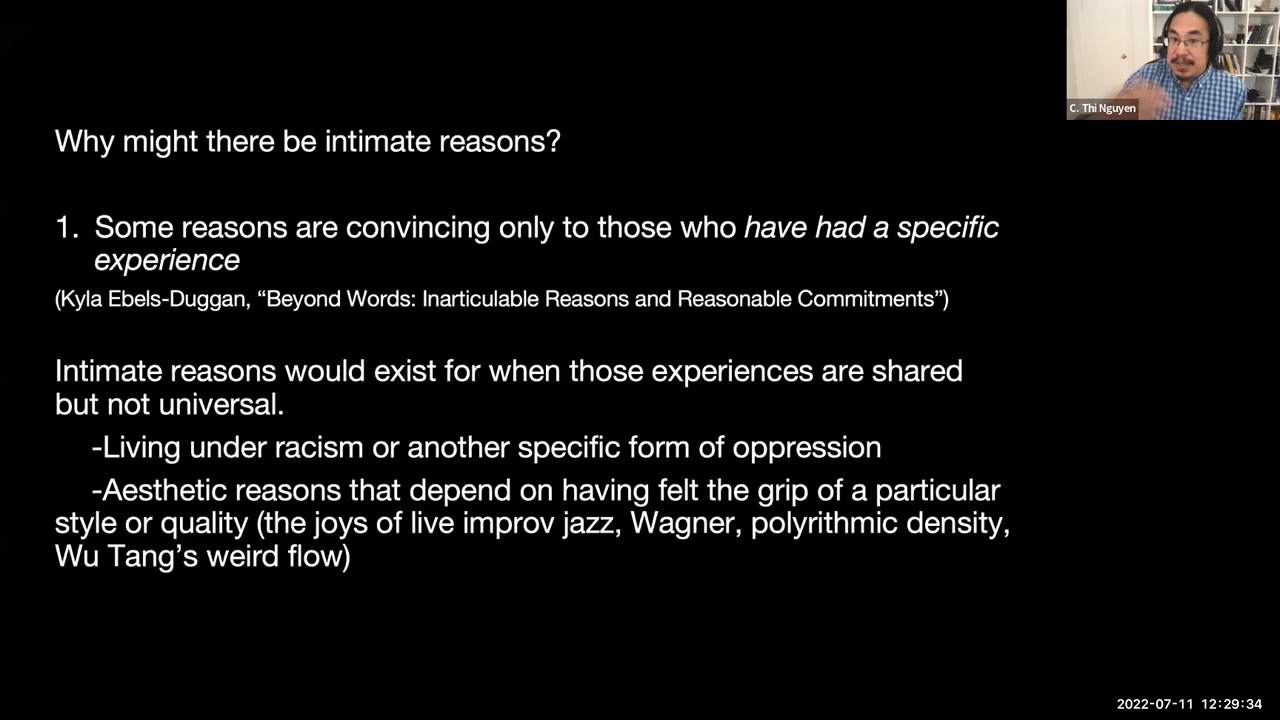 C. Thi Nguyen
Why might there be intimate reasons?
1. Some reasons are convincing only to those who have had a specific
experience
(Kyla Ebels-Duggan, “Beyond Words: Inarticulable Reasons and Reasonable Commitments”)
Intimate reasons would exist for when those experiences are shared
but not universal.
-Living under racism or another specific form of oppression
-Aesthetic reasons that depend on having felt the grip of a particular
style or quality (the joys of live improv jazz, Wagner, polyrithmic density,
Wu Tang’s weird flow)
2022-07-11 12:29:34